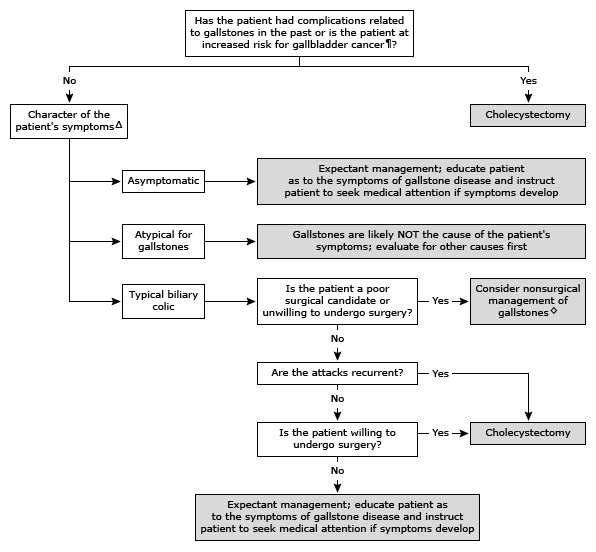 Has the patient had complications related
to gallstones in the past or is the patient at
increased risk for gallbladder cancer¶?
No
Yes
Character of the
patient's symptomsΔ
Cholecystectomy
Asymptomatic
Expectant management; educate patient
as to the symptoms of gallstone disease and instruct
patient to seek medical attention if symptoms develop
Atypical for
gallstones
Gallstones are likely NOT the cause of the patient's
symptoms; evaluate for other causes first
Typical biliary
colic
Is the patient a poor
surgical candidate or
unwilling to undergo surgery?
Yes
Consider nonsurgical
management of
gallstones◇
No
Are the attacks recurrent?
Yes
No
Is the patient willing to
undergo surgery?
Yes
Cholecystectomy
No
Expectant management; educate patient as
to the symptoms of gallstone disease and instruct
patient to seek medical attention if symptoms develop